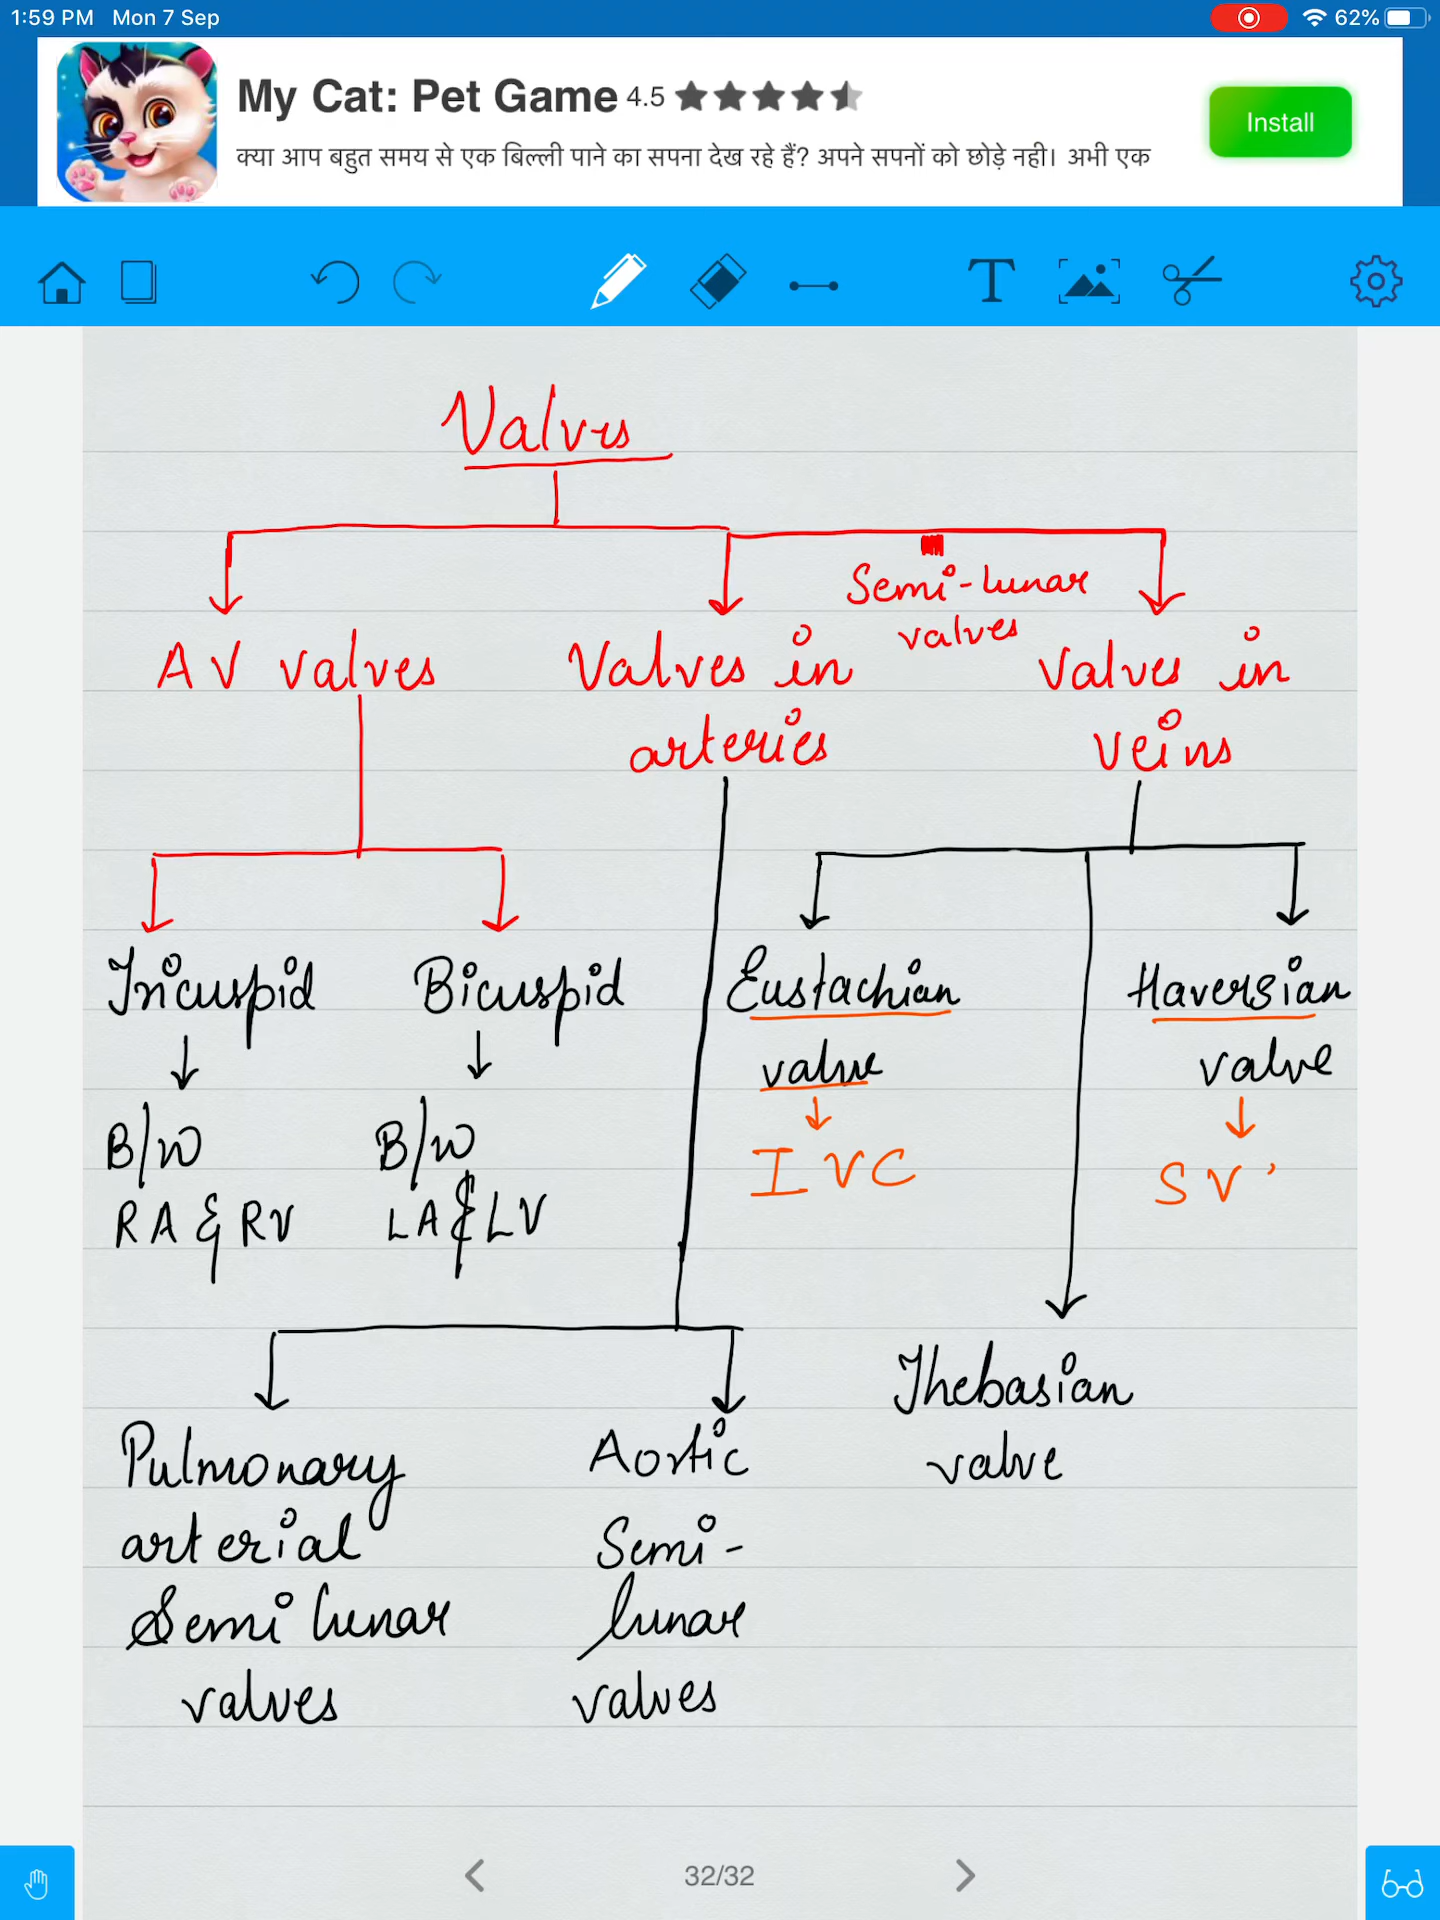 1:59 PM Mon 7 Sep
62%
My Cat: Pet Game 4.5
Install
क्या आप बहुत समय से एक बिल्ली पाने का सपना देख रहे हैं? अपने सपनों को छोड़े नही। अभी एक
T
Valves
Semi-lunar
valves
AV valves
Valves in
arteries
Valves in
veins
Tricuspid
Bicuspid
Eustachian
valve
Haversian
valve
B/w
RA & RV
B/w
LA & LV
IVC
SV'
Pulmonary
arterial
Semi lunar
valves
Aortic
Semi-
lunar
valves
Thebasian
valve
32/32